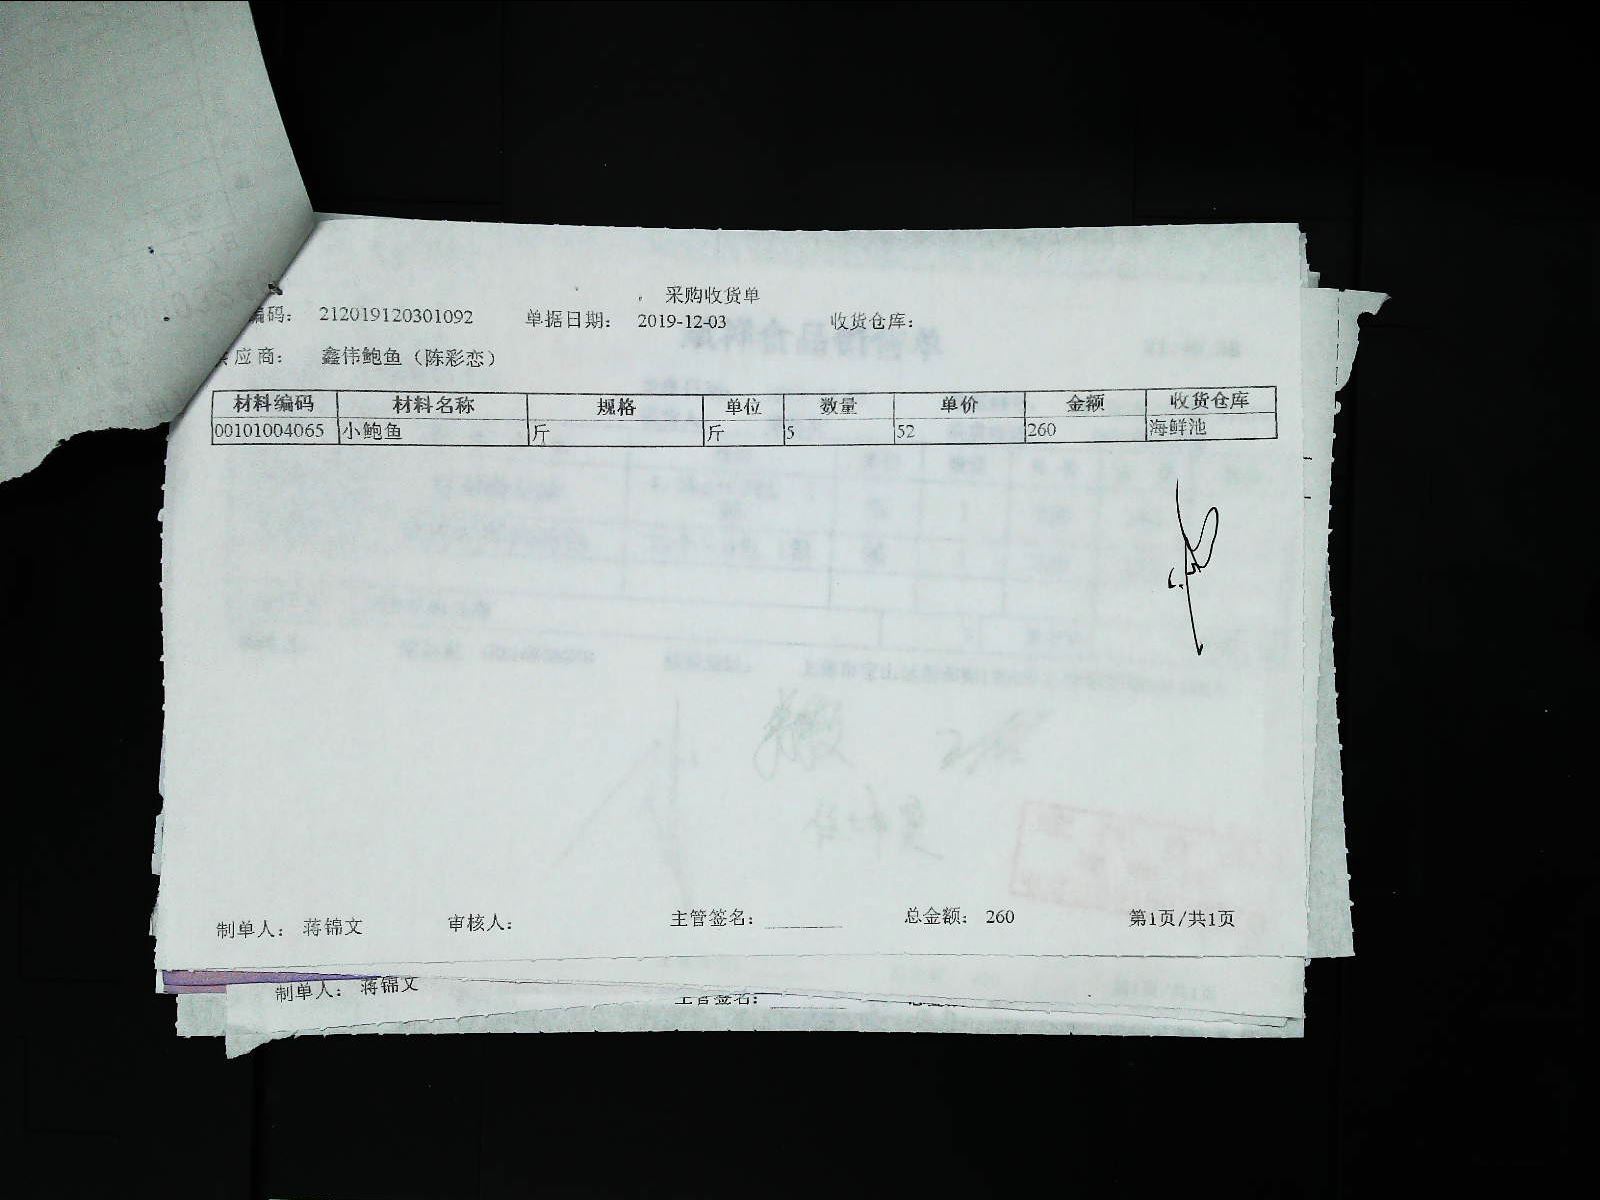 采购收货单
编码： 212019120301092 单据日期： 2019-12-03 收货仓库：
应商： 鑫伟鲍鱼（陈彩恋）
材料编码 材料名称 规格 单位 数量 单价 金额 收货仓库
00101004065 小鲍鱼 斤 斤 5 52 260 海鲜池
制单人： 蒋锦文 审核人： 主管签名： 总金额： 260 第1页/共1页
制单人： 蒋锦文 主管签名：